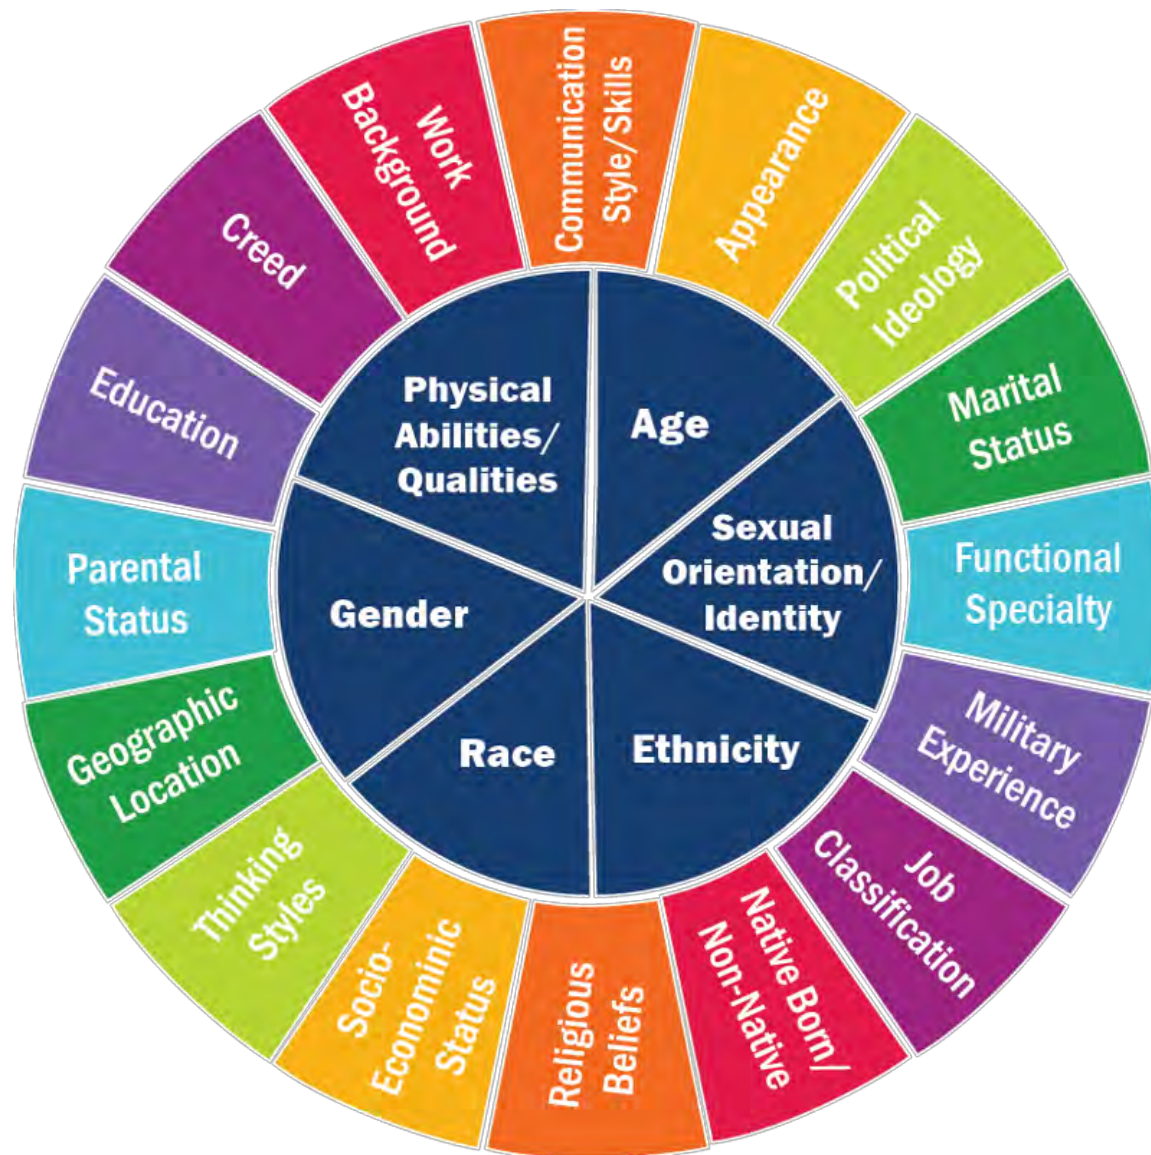 Communication
Style/Skills
Appearance
Political
Ideology
Marital
Status
Functional
Specialty
Military
Experience
Job
Classification
Native Born/
Non-Native
Religious
Beliefs
Socio-
Econominic
Status
Thinking
Styles
Geographic
Location
Parental
Status
Education
Creed
Work
Background
Age
Sexual
Orientation/
Identity
Ethnicity
Race
Gender
Physical
Abilities/
Qualities